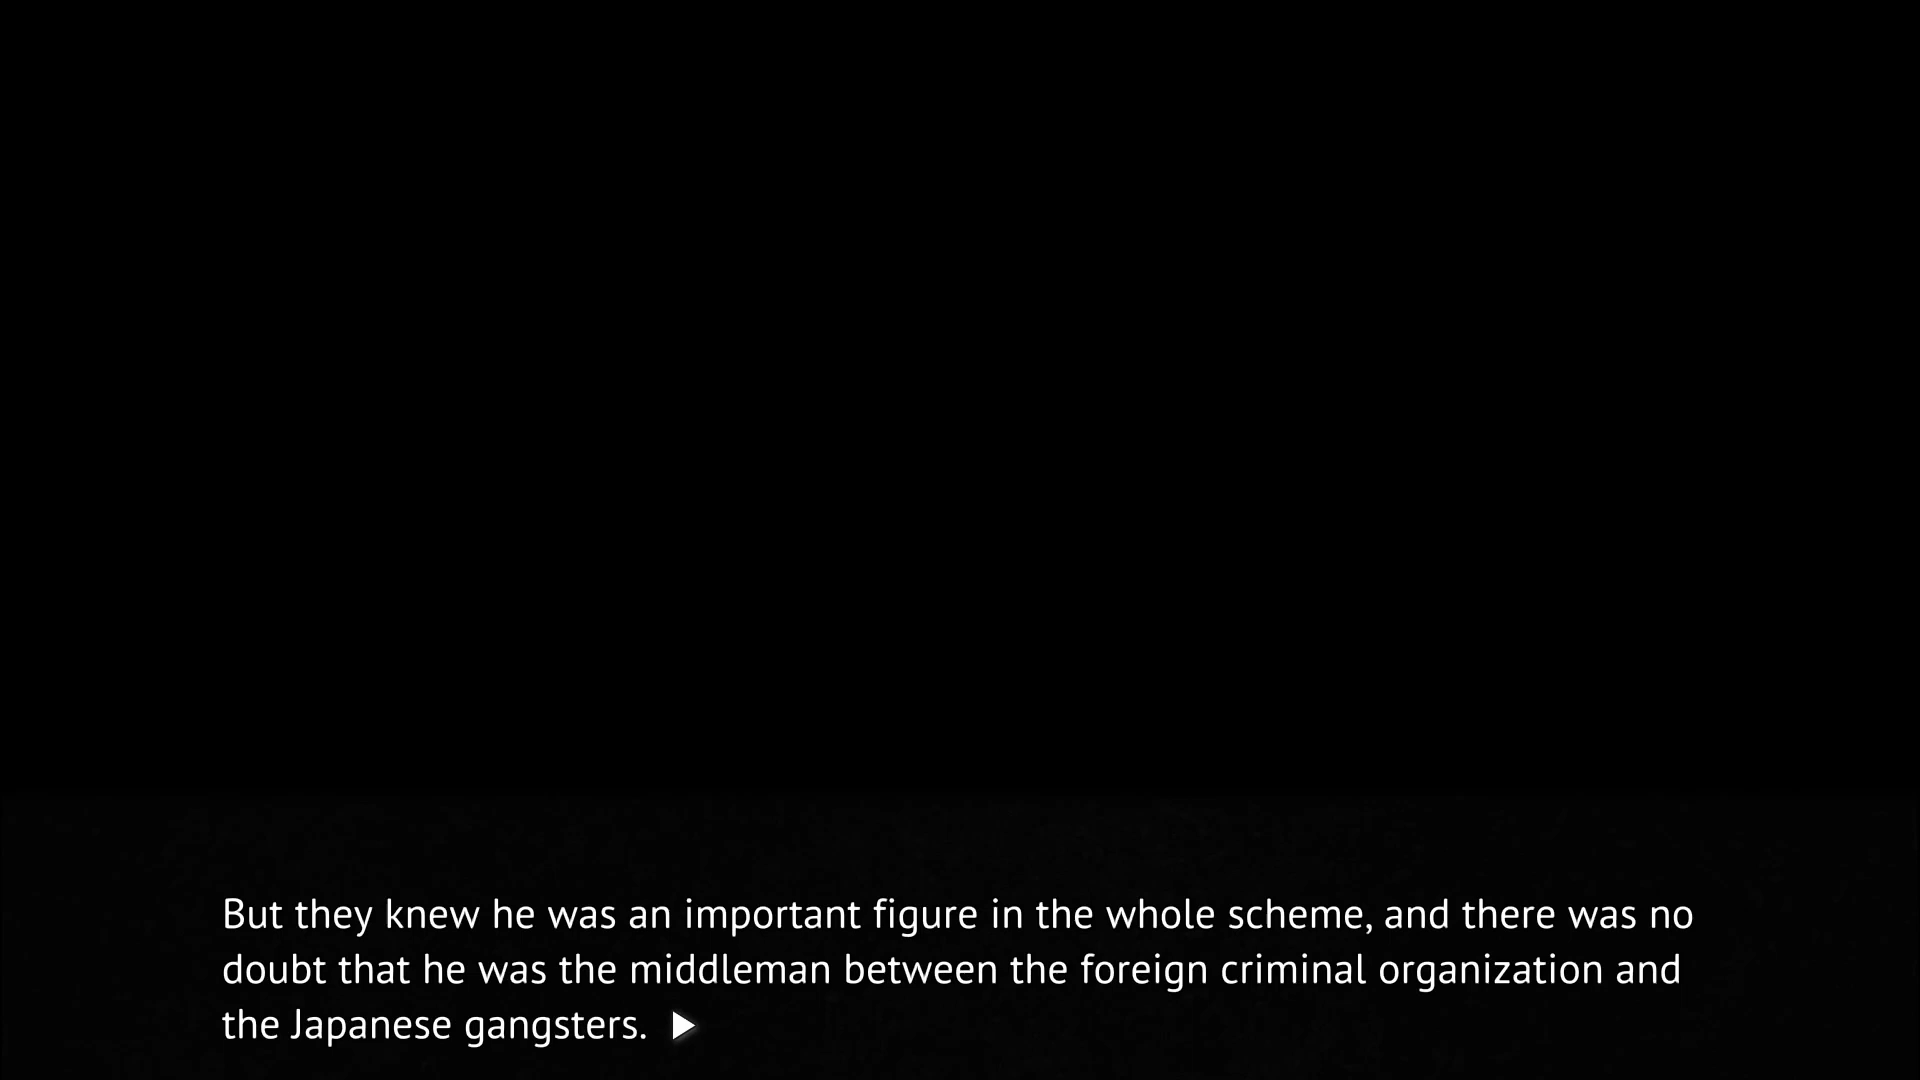 But they knew he was an important figure in the whole scheme, and there was no
doubt that he was the middleman between the foreign criminal organization and
the Japanese gangsters.